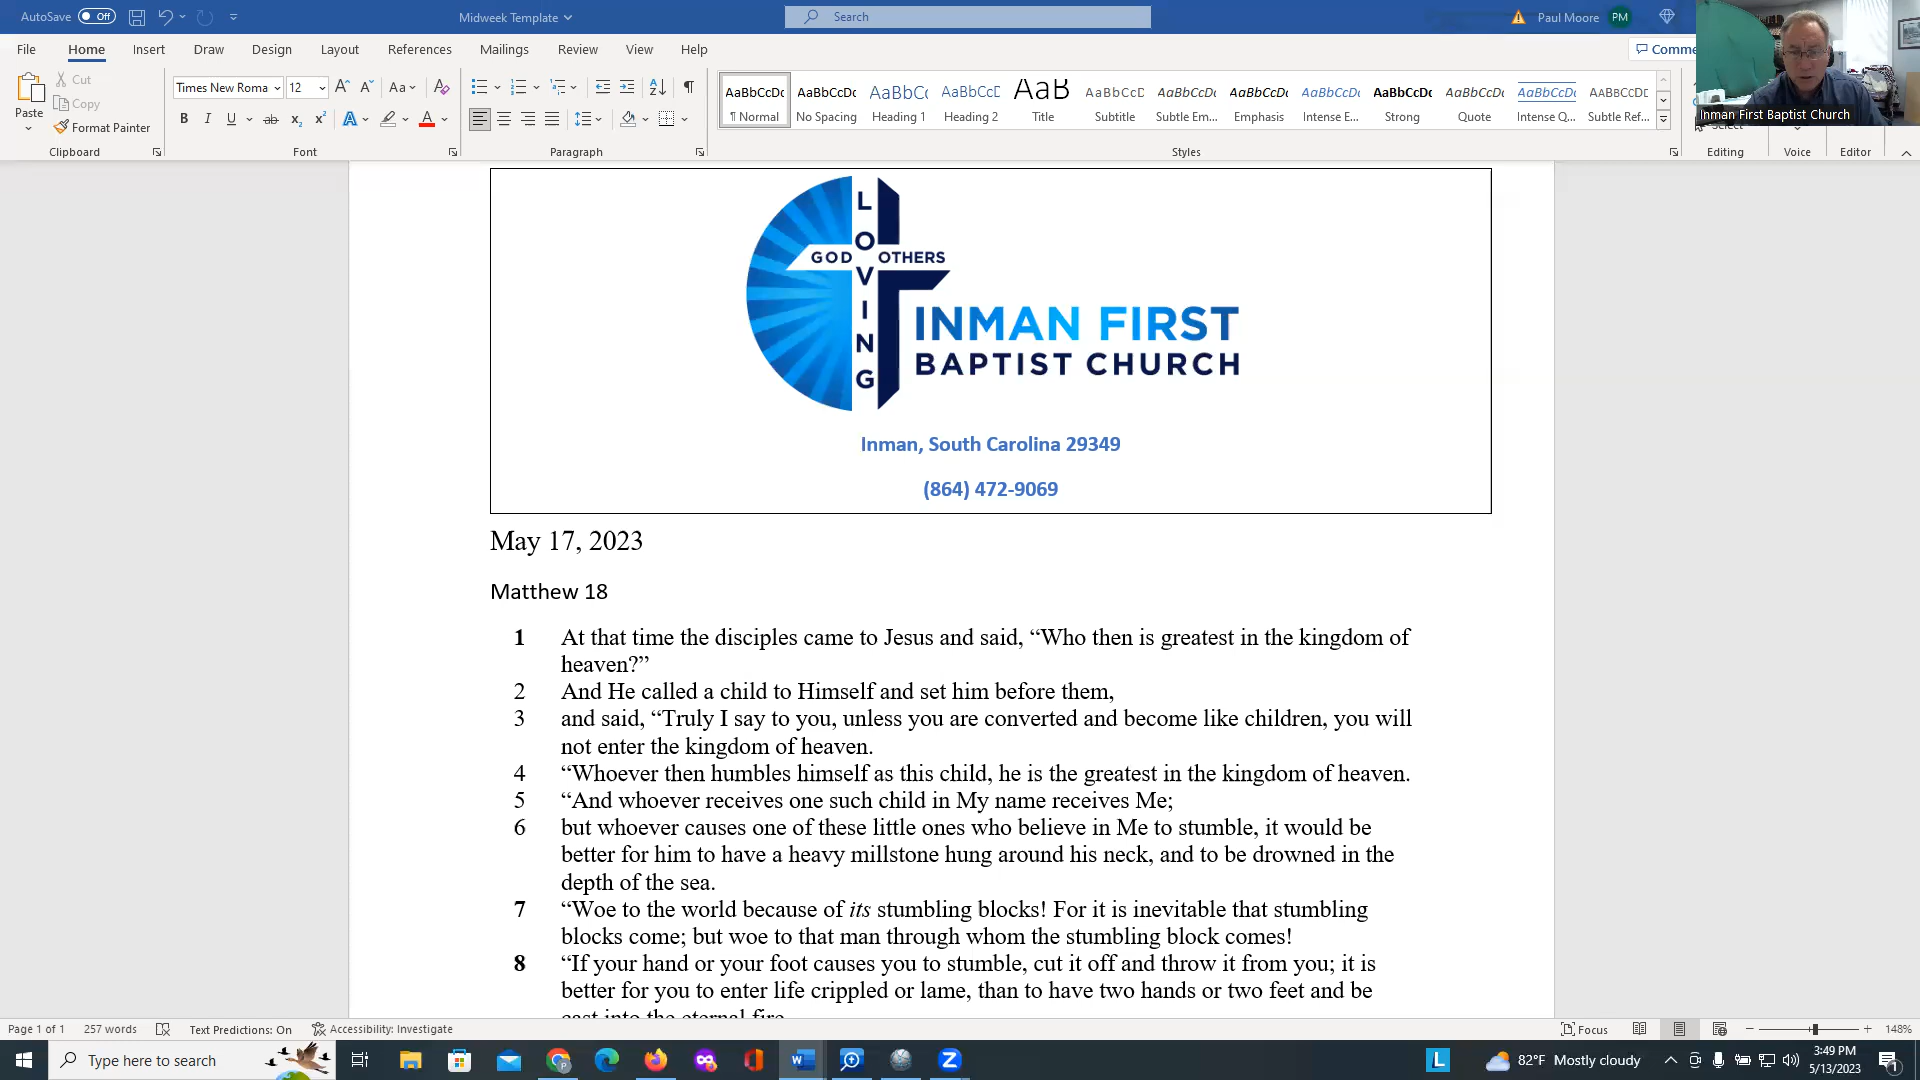 AutoSave Off Midweek Template Search Paul Moore PM
File Home Insert Draw Design Layout References Mailings Review View Help
Paste Cut Copy Format Painter
Times New Roma 12 Aa
AaBbCcDc AaBbCcDc AaBbCc AaBbCcD AaB AaBbCcD AaBbCcDc AaBbCcDc AaBbCcDc AaBbCcDc AaBbCcDc AaBbCcDc AaBbCcDc
¶ Normal No Spacing Heading 1 Heading 2 Title Subtitle Subtle Em... Emphasis Intense E... Strong Quote Intense Q... Subtle Ref...
Inman First Baptist Church
Clipboard Font Paragraph Styles Editing Voice Editor
LOVING
GOD OTHERS
INMAN FIRST
BAPTIST CHURCH
Inman, South Carolina 29349
(864) 472-9069
May 17, 2023
Matthew 18
1 At that time the disciples came to Jesus and said, “Who then is greatest in the kingdom of
heaven?”
2 And He called a child to Himself and set him before them,
3 and said, “Truly I say to you, unless you are converted and become like children, you will
not enter the kingdom of heaven.
4 “Whoever then humbles himself as this child, he is the greatest in the kingdom of heaven.
5 “And whoever receives one such child in My name receives Me;
6 but whoever causes one of these little ones who believe in Me to stumble, it would be
better for him to have a heavy millstone hung around his neck, and to be drowned in the
depth of the sea.
7 “Woe to the world because of its stumbling blocks! For it is inevitable that stumbling
blocks come; but woe to that man through whom the stumbling block comes!
8 “If your hand or your foot causes you to stumble, cut it off and throw it from you; it is
better for you to enter life crippled or lame, than to have two hands or two feet and be
cast into the eternal fire
Page 1 of 1 257 words Text Predictions: On Accessibility: Investigate Focus 148%
Type here to search 82°F Mostly cloudy 3:49 PM
5/13/2023